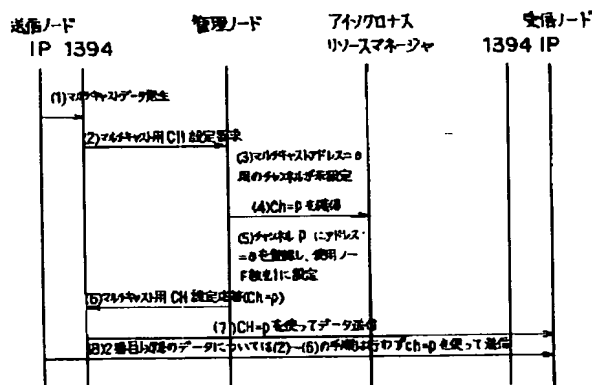 送信ノード
IP 1394
管理ノード
アイソクロナス
リソースマネージャ
受信ノード
1394 IP
(1)マルチキャストデータ発生
(2)マルチキャスト用CH設定要求
(3)マルチキャストアドレス=a
用のチャンネルが未設定
(4)Ch=pを確保
(5)チャンネルpにアドレス
=aを登録し、使用ノー
ド数を1に設定
(6)マルチキャスト用CH設定応答(Ch=p)
(7)CH=pを使ってデータ送信
(8)2番目以降のデータについては(2)~(6)の手順は行わずch=pを使って送信